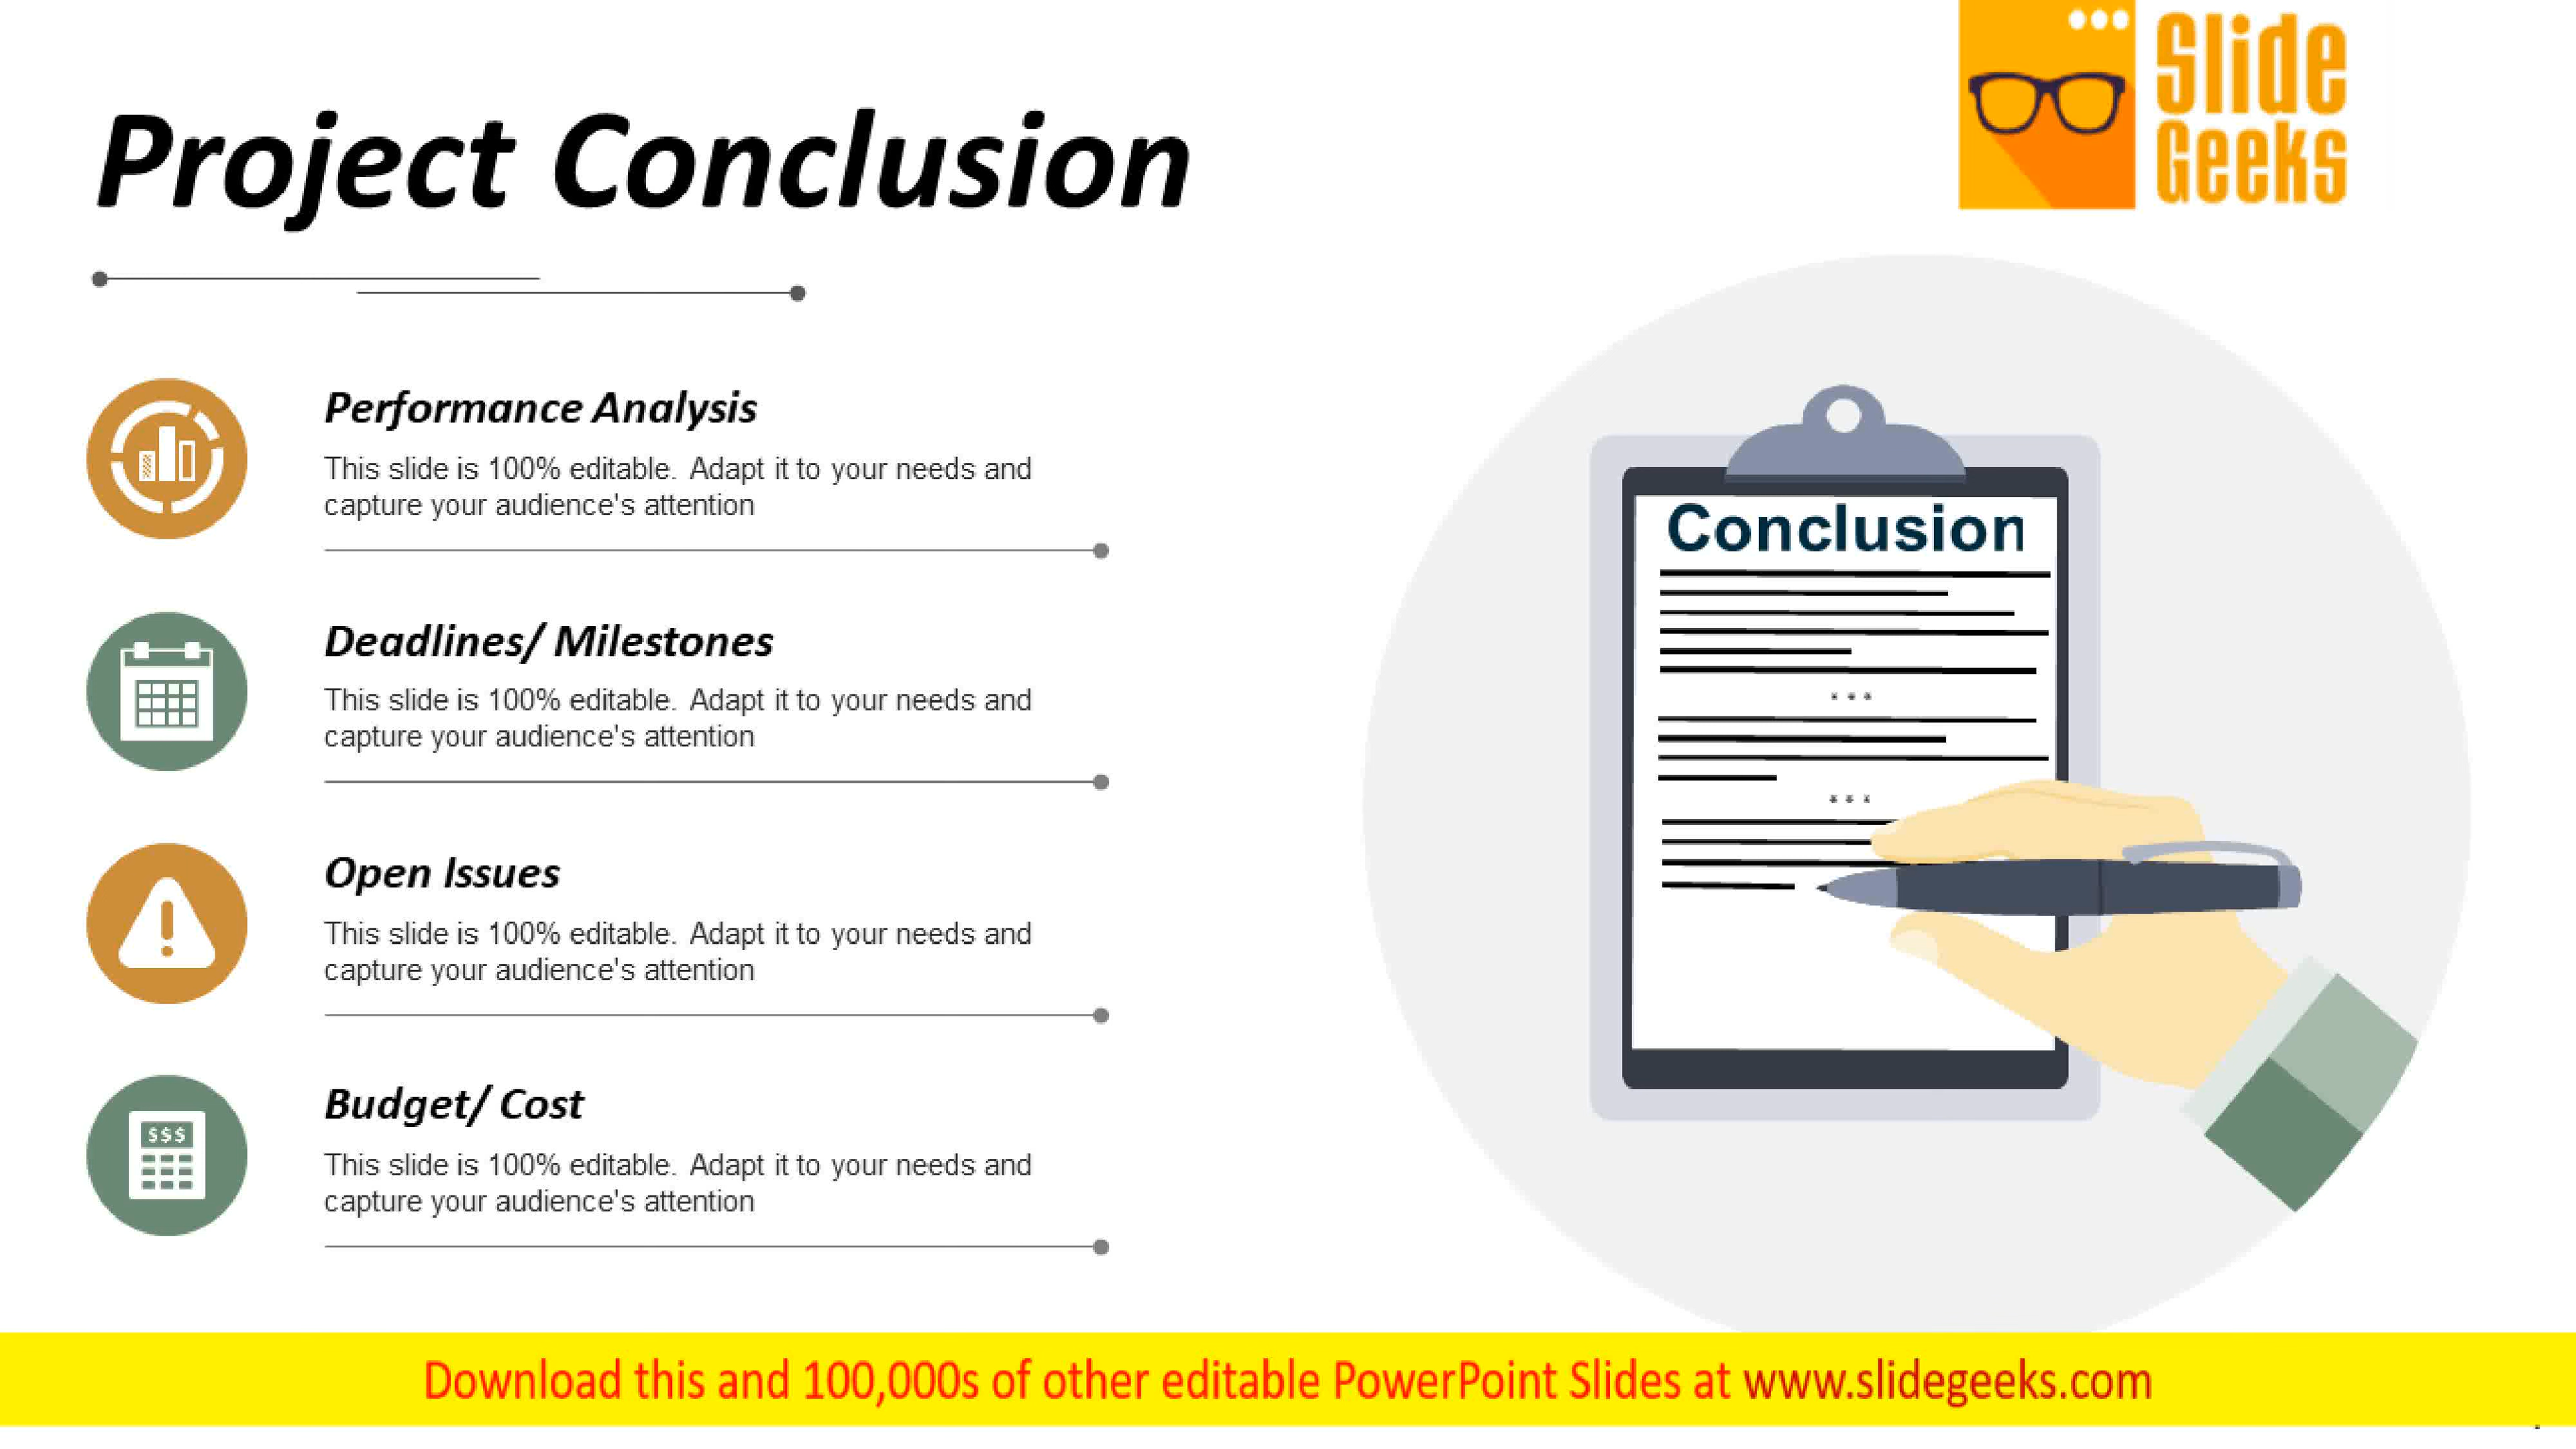 Slide
Geeks
Project Conclusion
Performance Analysis
This slide is 100% editable. Adapt it to your needs and
capture your audience's attention
Deadlines/ Milestones
This slide is 100% editable. Adapt it to your needs and
capture your audience's attention
Open Issues
This slide is 100% editable. Adapt it to your needs and
capture your audience's attention
Budget/ Cost
$$$
This slide is 100% editable. Adapt it to your needs and
capture your audience's attention
Conclusion
Download this and 100,000s of other editable PowerPoint Slides at www.slidegeeks.com